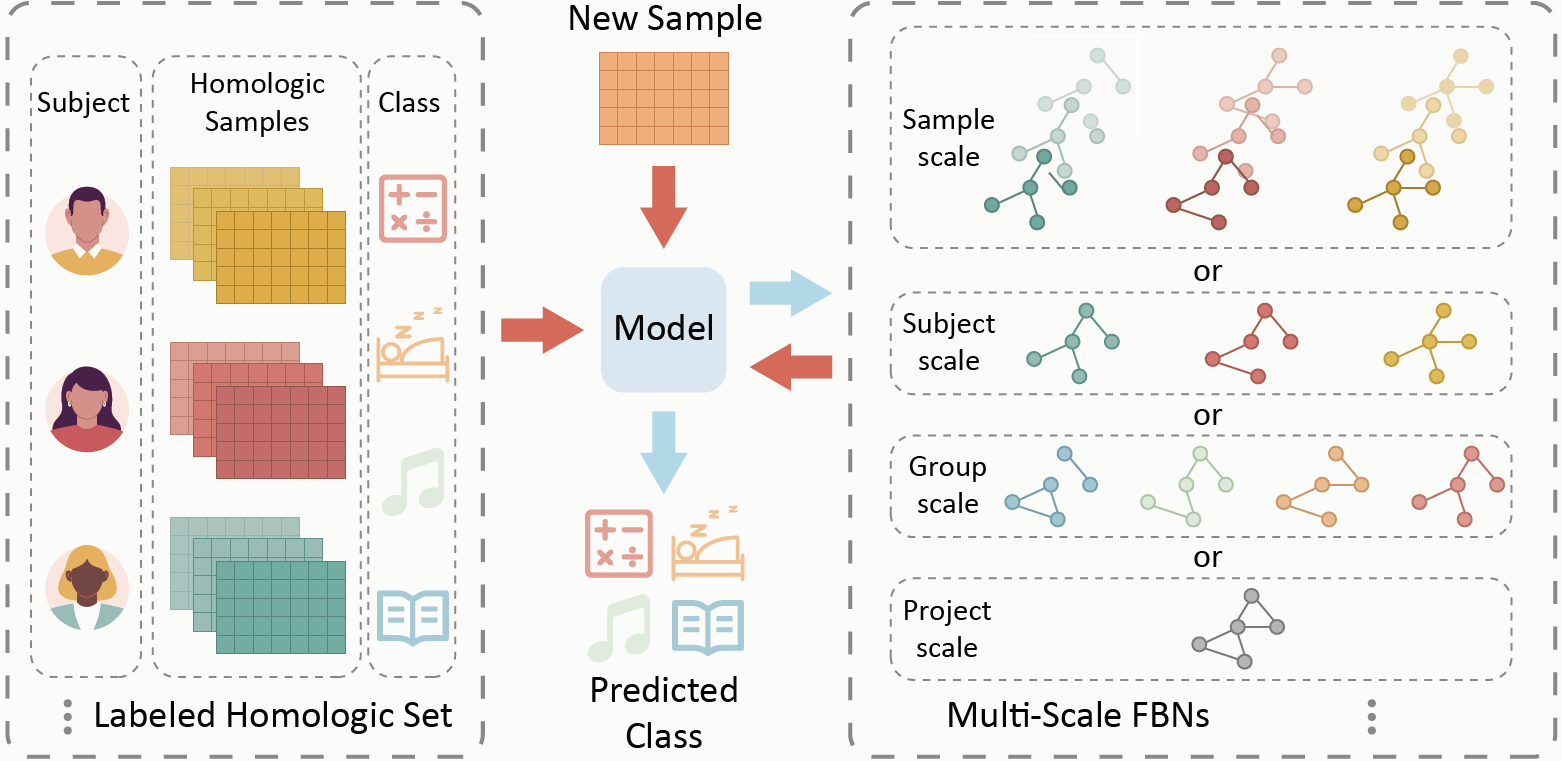 Subject
Homologic
Samples
Class
Labeled Homologic Set
New Sample
Model
z z z
z z z
Predicted
Class
Sample
scale
or
Subject
scale
or
Group
scale
or
Project
scale
Multi-Scale FBNs